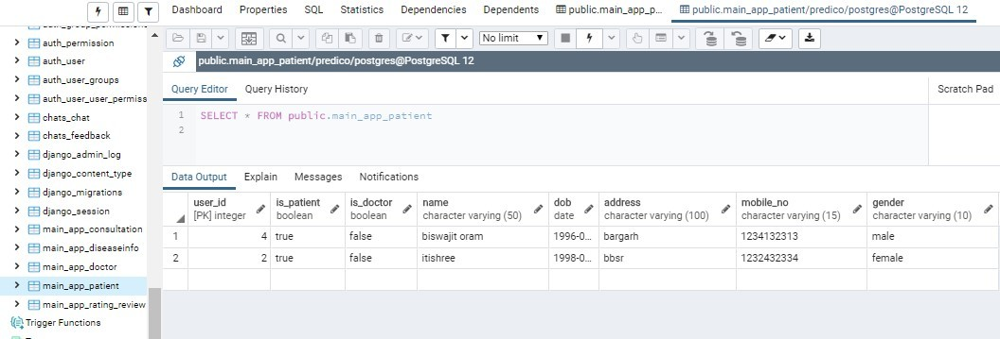 Dashboard Properties SQL Statistics Dependencies Dependents public.main_app_p... public.main_app_patient/predico/postgres@PostgreSQL 12
No limit
public.main_app_patient/predico/postgres@PostgreSQL 12
Query Editor Query History Scratch Pad
1 SELECT * FROM public.main_app_patient
2
Data Output Explain Messages Notifications
user_id is_patient is_doctor name dob address mobile_no gender
[PK] integer boolean boolean character varying (50) date character varying (100) character varying (15) character varying (10)
1 4 true false biswajit oram 1996-0... bargarh 1234132313 male
2 2 true false itishree 1998-0... bbsr 1232432334 female
auth_permission
auth_user
auth_user_groups
auth_user_user_permiss
chats_chat
chats_feedback
django_admin_log
django_content_type
django_migrations
django_session
main_app_consultation
main_app_diseaseinfo
main_app_doctor
main_app_patient
main_app_rating_review
Trigger Functions